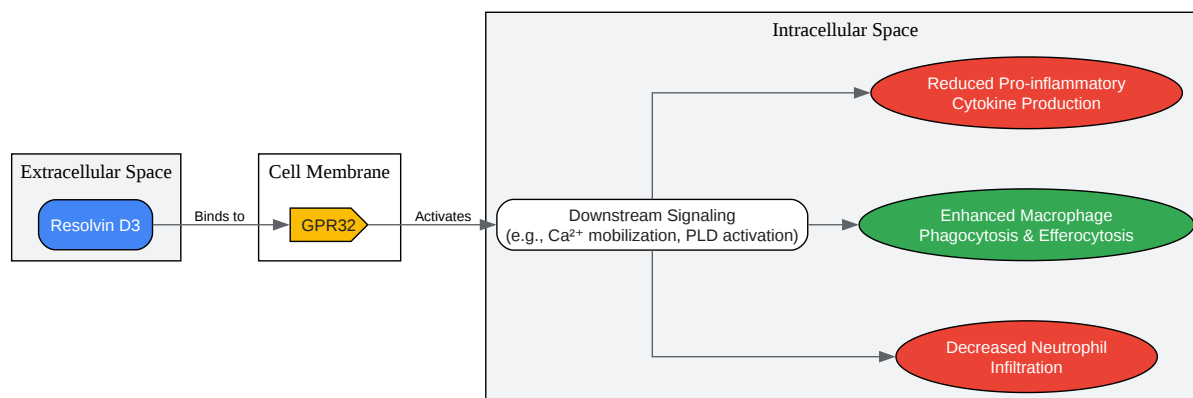 Intracellular Space
Reduced Pro-inflammatory
Cytokine Production
Extracellular Space
Cell Membrane
Resolvin D3
Binds to
GPR32
Activates
Downstream Signaling
(e.g., Ca²⁺ mobilization, PLD activation)
Enhanced Macrophage
Phagocytosis & Efferocytosis
Decreased Neutrophil
Infiltration